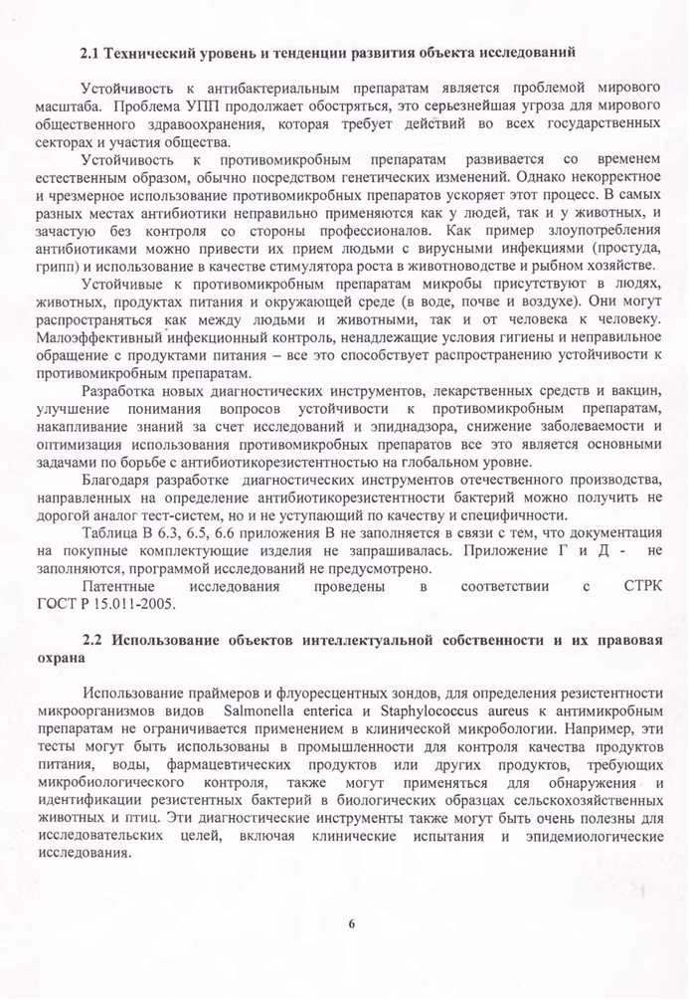 2.1 Технический уровень и тенденции развития объекта исследований
Устойчивость к антибактериальным препаратам является проблемой мирового
масштаба. Проблема УПП продолжает обостряться, это серьезнейшая угроза для мирового
общественного здравоохранения, которая требует действий во всех государственных
секторах и участия общества.
Устойчивость к противомикробным препаратам развивается со временем
естественным образом, обычно посредством генетических изменений. Однако некорректное
и чрезмерное использование противомикробных препаратов ускоряет этот процесс. В самых
разных местах антибиотики неправильно применяются как у людей, так и у животных, и
зачастую без контроля со стороны профессионалов. Как пример злоупотребления
антибиотиками можно привести их прием людьми с вирусными инфекциями (простуда,
грипп) и использование в качестве стимулятора роста в животноводстве и рыбном хозяйстве.
Устойчивые к противомикробным препаратам микробы присутствуют в людях,
животных, продуктах питания и окружающей среде (в воде, почве и воздухе). Они могут
распространяться как между людьми и животными, так и от человека к человеку.
Малоэффективный инфекционный контроль, ненадлежащие условия гигиены и неправильное
обращение с продуктами питания – все это способствует распространению устойчивости к
противомикробным препаратам.
Разработка новых диагностических инструментов, лекарственных средств и вакцин,
улучшение понимания вопросов устойчивости к противомикробным препаратам,
накапливание знаний за счет исследований и эпиднадзора, снижение заболеваемости и
оптимизация использования противомикробных препаратов все это является основными
задачами по борьбе с антибиотикорезистентностью на глобальном уровне.
Благодаря разработке диагностических инструментов отечественного производства,
направленных на определение антибиотикорезистентности бактерий можно получить не
дорогой аналог тест-систем, но и не уступающий по качеству и специфичности.
Таблица В 6.3, 6.5, 6.6 приложения В не заполняется в связи с тем, что документация
на покупные комплектующие изделия не запрашивалась. Приложение Г и Д - не
заполняются, программой исследований не предусмотрено.
Патентные исследования проведены в соответствии с СТРК
ГОСТ Р 15.011-2005.
2.2 Использование объектов интеллектуальной собственности и их правовая
охрана
Использование праймеров и флуоресцентных зондов, для определения резистентности
микроорганизмов видов Salmonella enterica и Staphylococcus aureus к антимикробным
препаратам не ограничивается применением в клинической микробологии. Например, эти
тесты могут быть использованы в промышленности для контроля качества продуктов
питания, воды, фармацевтических продуктов или других продуктов, требующих
микробиологического контроля, также могут применяться для обнаружения и
идентификации резистентных бактерий в биологических образцах сельскохозяйственных
животных и птиц. Эти диагностические инструменты также могут быть очень полезны для
исследовательских целей, включая клинические испытания и эпидемиологические
исследования.
6